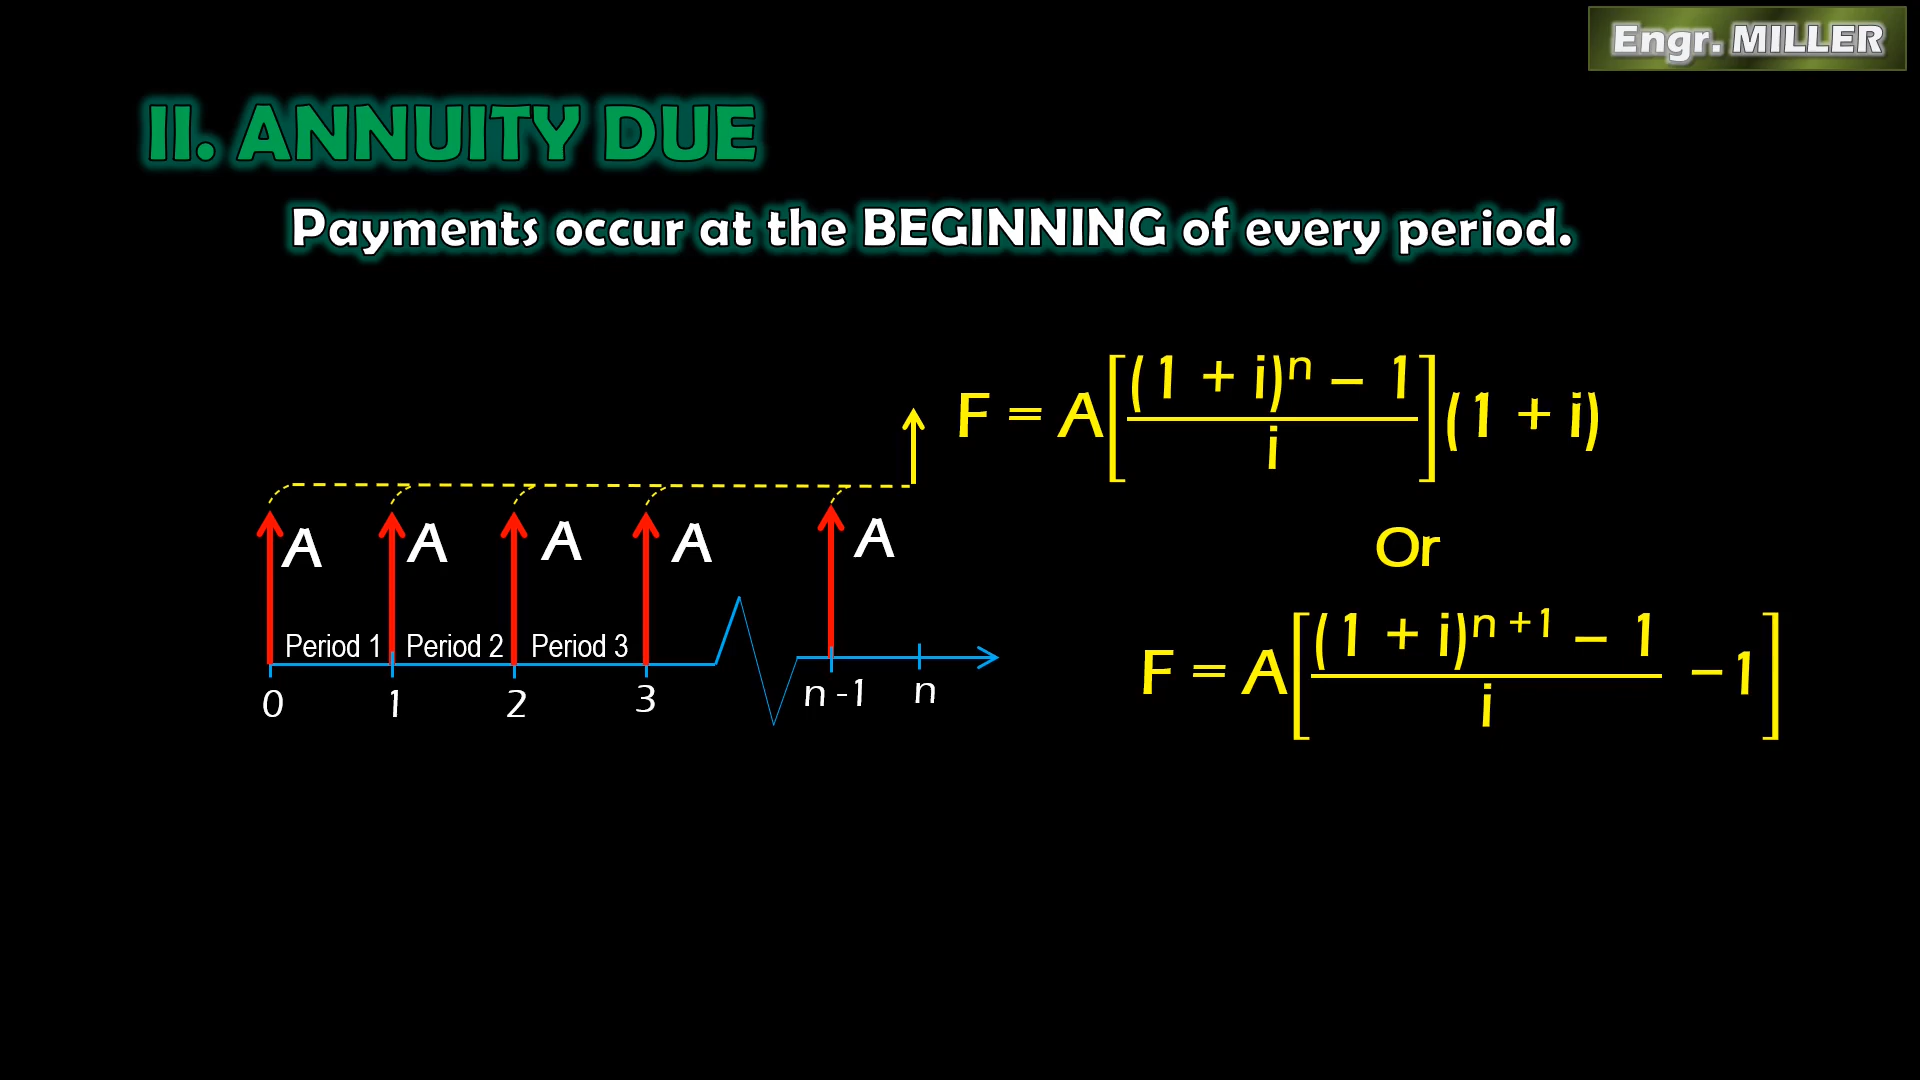 Engr. MILLER
II. ANNUITY DUE
Payments occur at the BEGINNING of every period.
F = A[(1 + i)ⁿ − 1 / i](1 + i)
Or
F = A[(1 + i)ⁿ ⁺¹ − 1 / i − 1]
A A A A A
Period 1 Period 2 Period 3
0 1 2 3 n -1 n